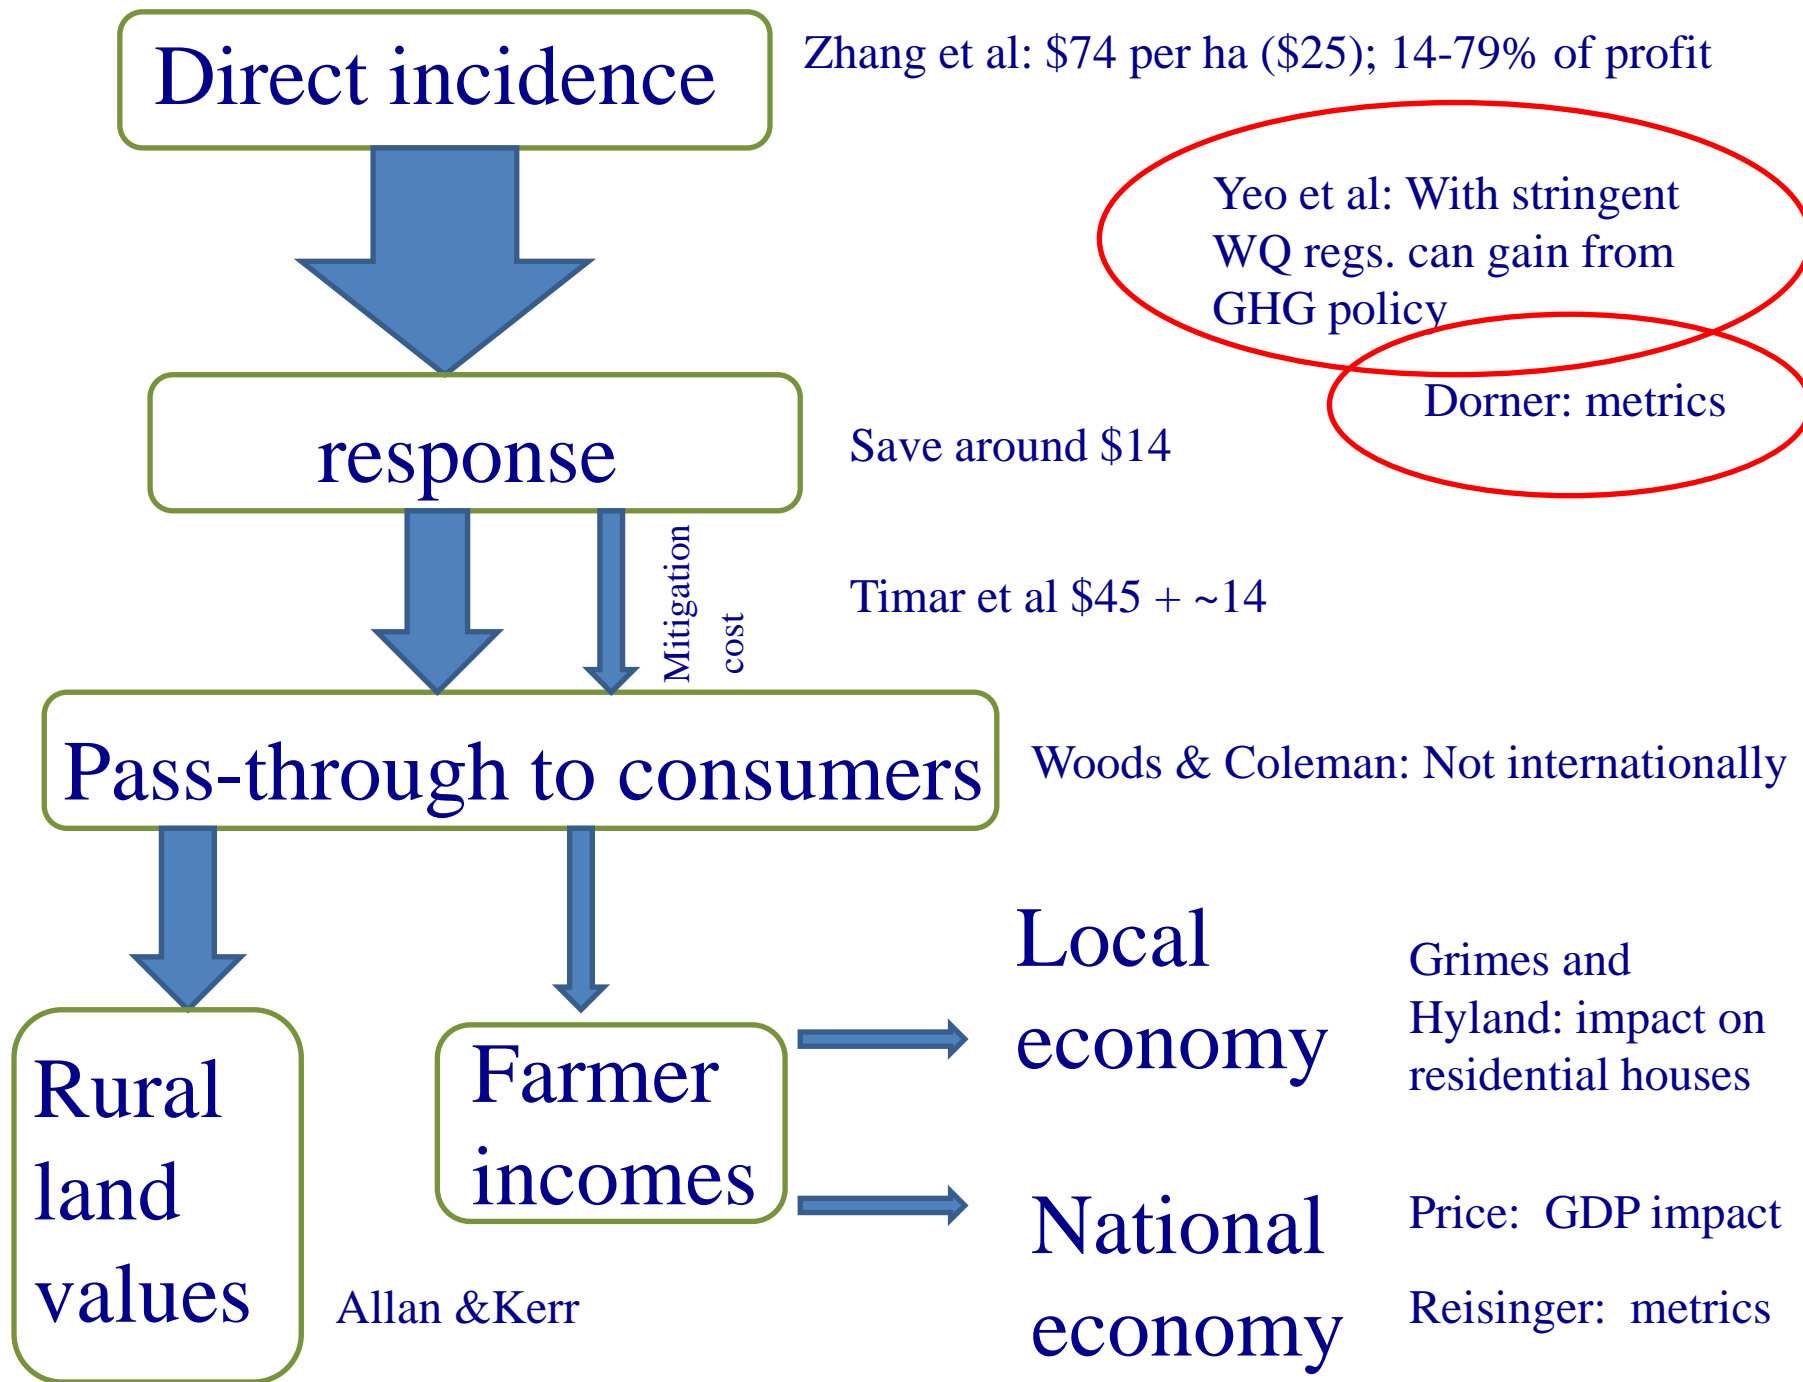 Direct incidence
Zhang et al: $74 per ha ($25); 14-79% of profit
Yeo et al: With stringent
WQ regs. can gain from
GHG policy
Dorner: metrics
response
Save around $14
Mitigation
cost
Timar et al $45 + ~14
Pass-through to consumers
Woods & Coleman: Not internationally
Rural
land
values
Allan &Kerr
Farmer
incomes
Local
economy
Grimes and
Hyland: impact on
residential houses
National
economy
Price:  GDP impact
Reisinger:  metrics